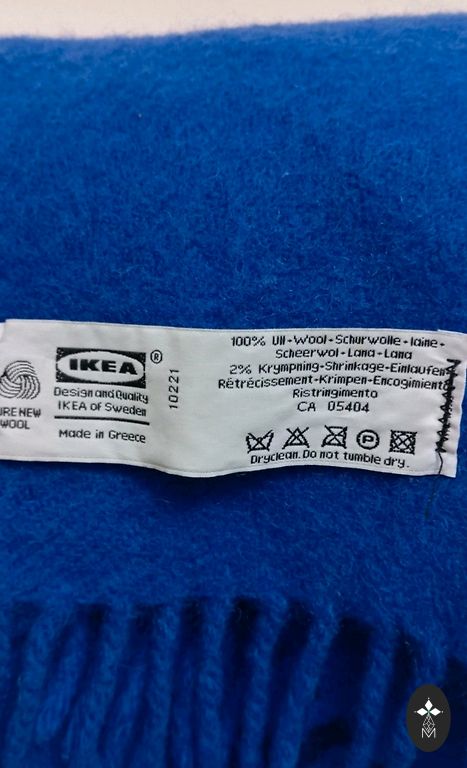 URE NEW
WOOL
IKEA®
Design and Quality
IKEA of Sweden
Made in Greece
10221
100% Ull-Wool-Schurwolle-laine-
Scheerwol-Lana-Lana
2% Krympning-Shrinkage-Einlaufen
Rétrécissement-Krimpen-Encogimiento
Ristringimento
CA 05404
P
Dryclean. Do not tumble dry.
M